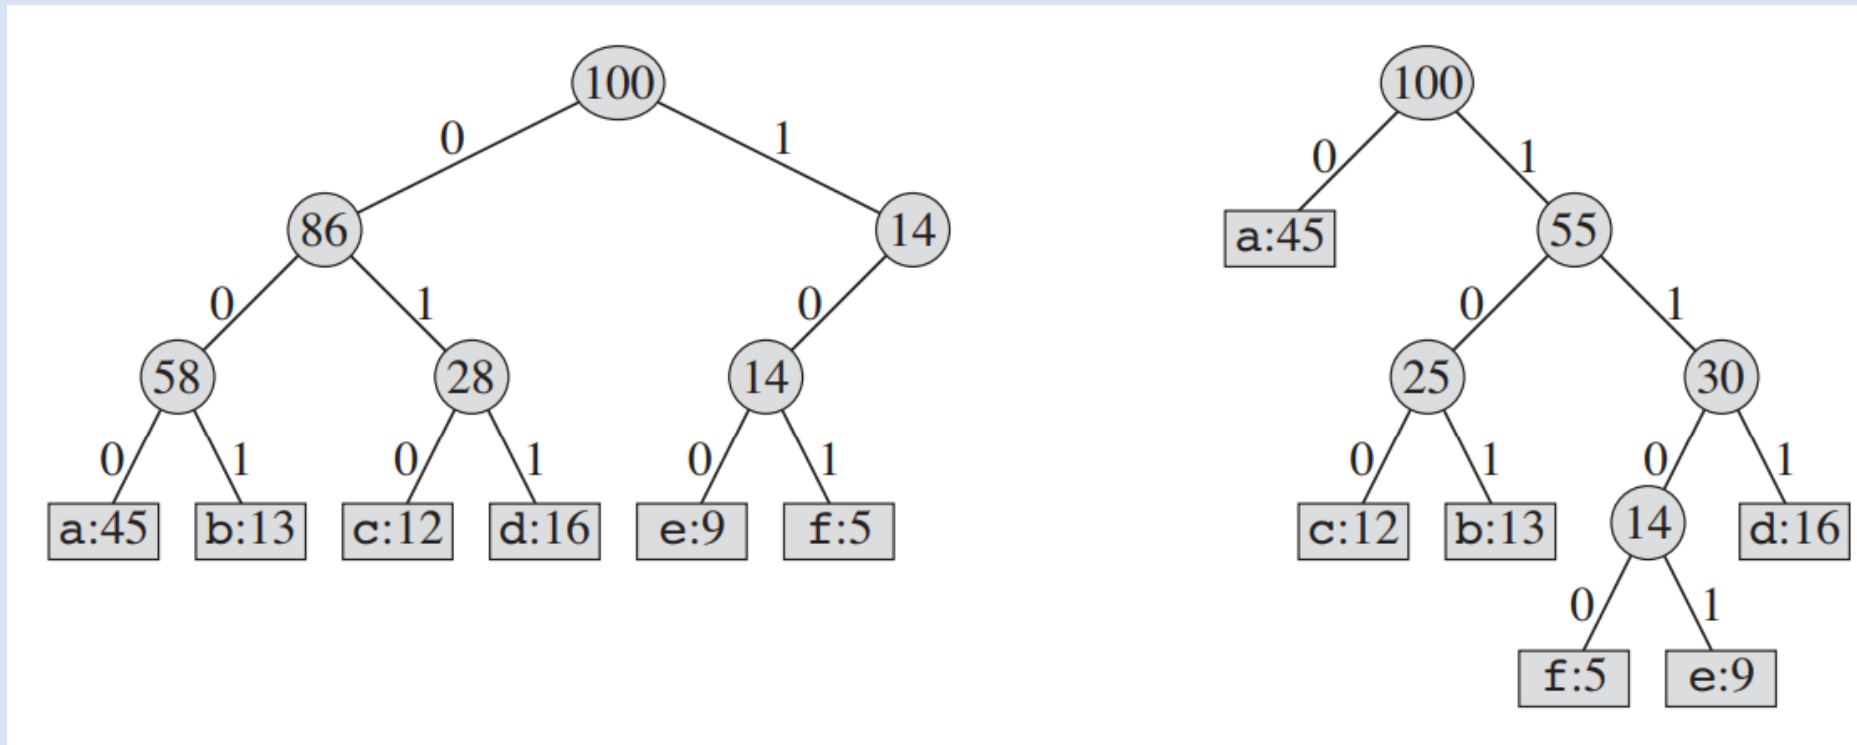 100
0 1
86 14
0 1 0
58 28 14
0 1 0 1 0 1
a:45 b:13 c:12 d:16 e:9 f:5
100
0 1
a:45 55
0 1
25 30
0 1 0 1
c:12 b:13 14 d:16
0 1
f:5 e:9